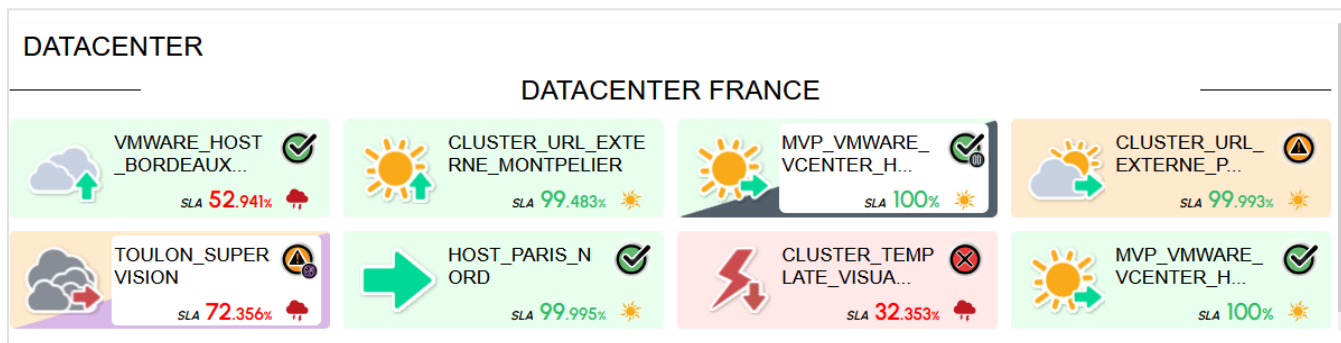 DATACENTER
DATACENTER FRANCE
VMWARE_HOST
_BORDEAUX...
SLA 52.941%
CLUSTER_URL_EXTE
RNE_MONTPELIER
SLA 99.483%
MVP_VMWARE_
VCENTER_H...
SLA 100%
CLUSTER_URL_
EXTERNE_P...
SLA 99.993%
TOULON_SUPER
VISION
SLA 72.356%
HOST_PARIS_N
ORD
SLA 99.995%
CLUSTER_TEMP
LATE_VISUA...
SLA 32.353%
MVP_VMWARE_
VCENTER_H...
SLA 100%